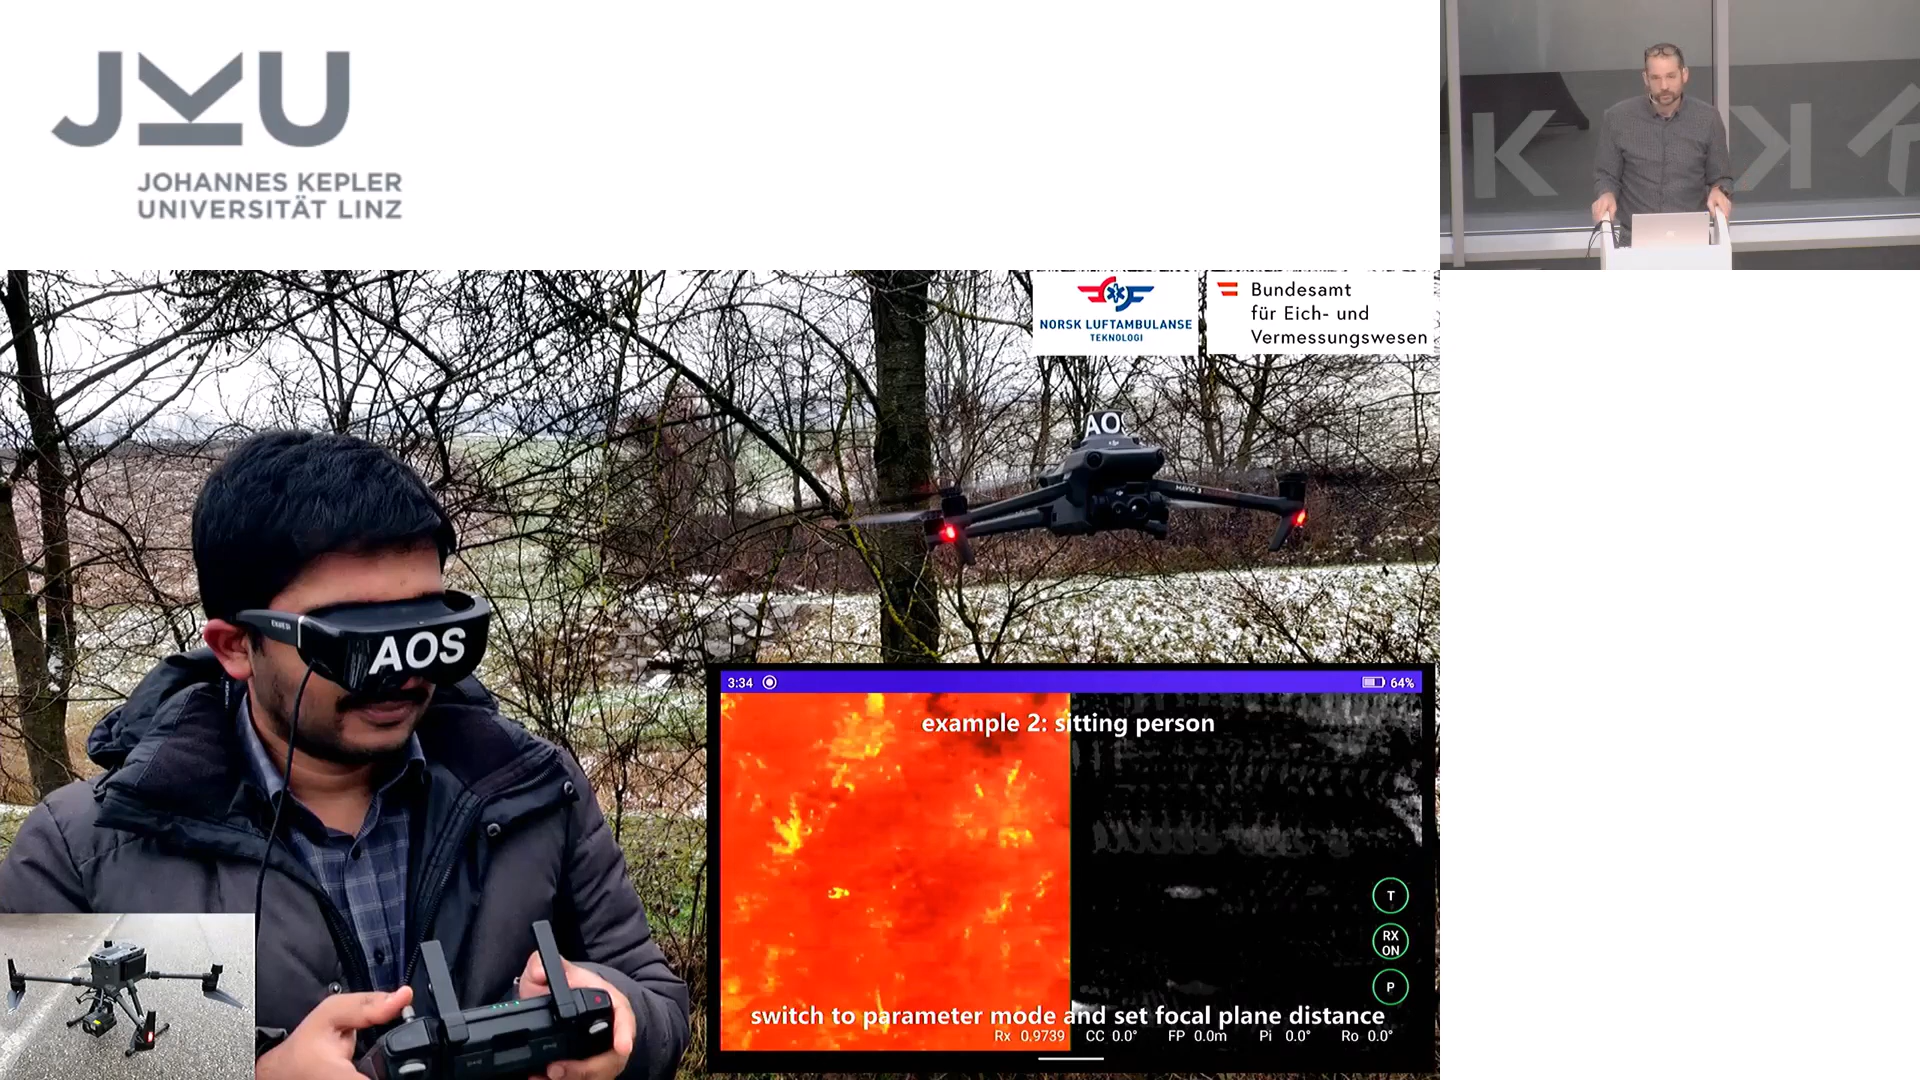 JKU
JOHANNES KEPLER
UNIVERSITÄT LINZ
NORSK LUFTAMBULANSE
TEKNOLOGI
Bundesamt
für Eich- und
Vermessungswesen
AO
MAVIC 3
AOS
3:34
64%
example 2: sitting person
T
RX
ON
P
switch to parameter mode and set focal plane distance
Rx 0.9739 CC 0.0° FP 0.0m Pi 0.0° Ro 0.0°